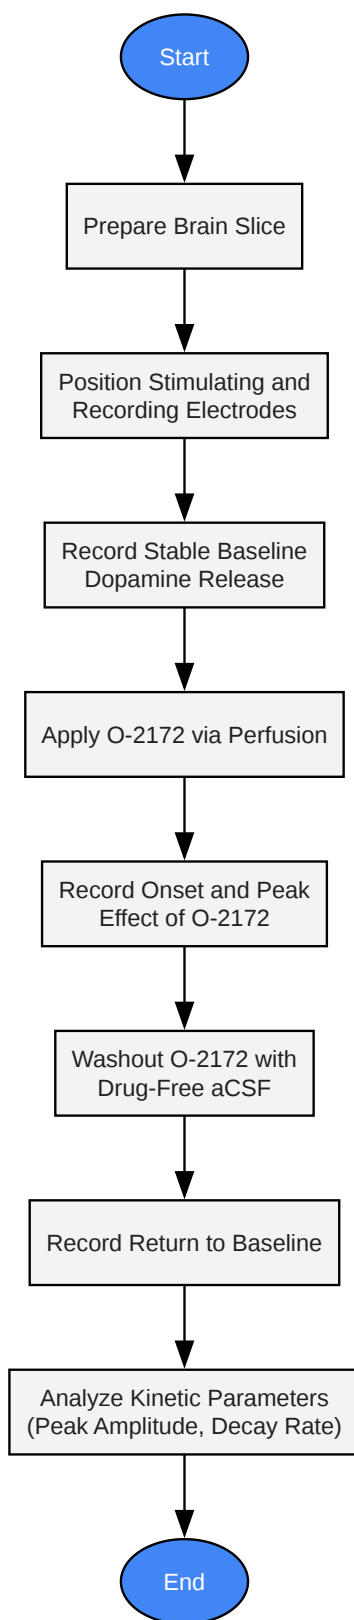 Start
Prepare Brain Slice
Position Stimulating and
Recording Electrodes
Record Stable Baseline
Dopamine Release
Apply O-2172 via Perfusion
Record Onset and Peak
Effect of O-2172
Washout O-2172 with
Drug-Free aCSF
Record Return to Baseline
Analyze Kinetic Parameters
(Peak Amplitude, Decay Rate)
End